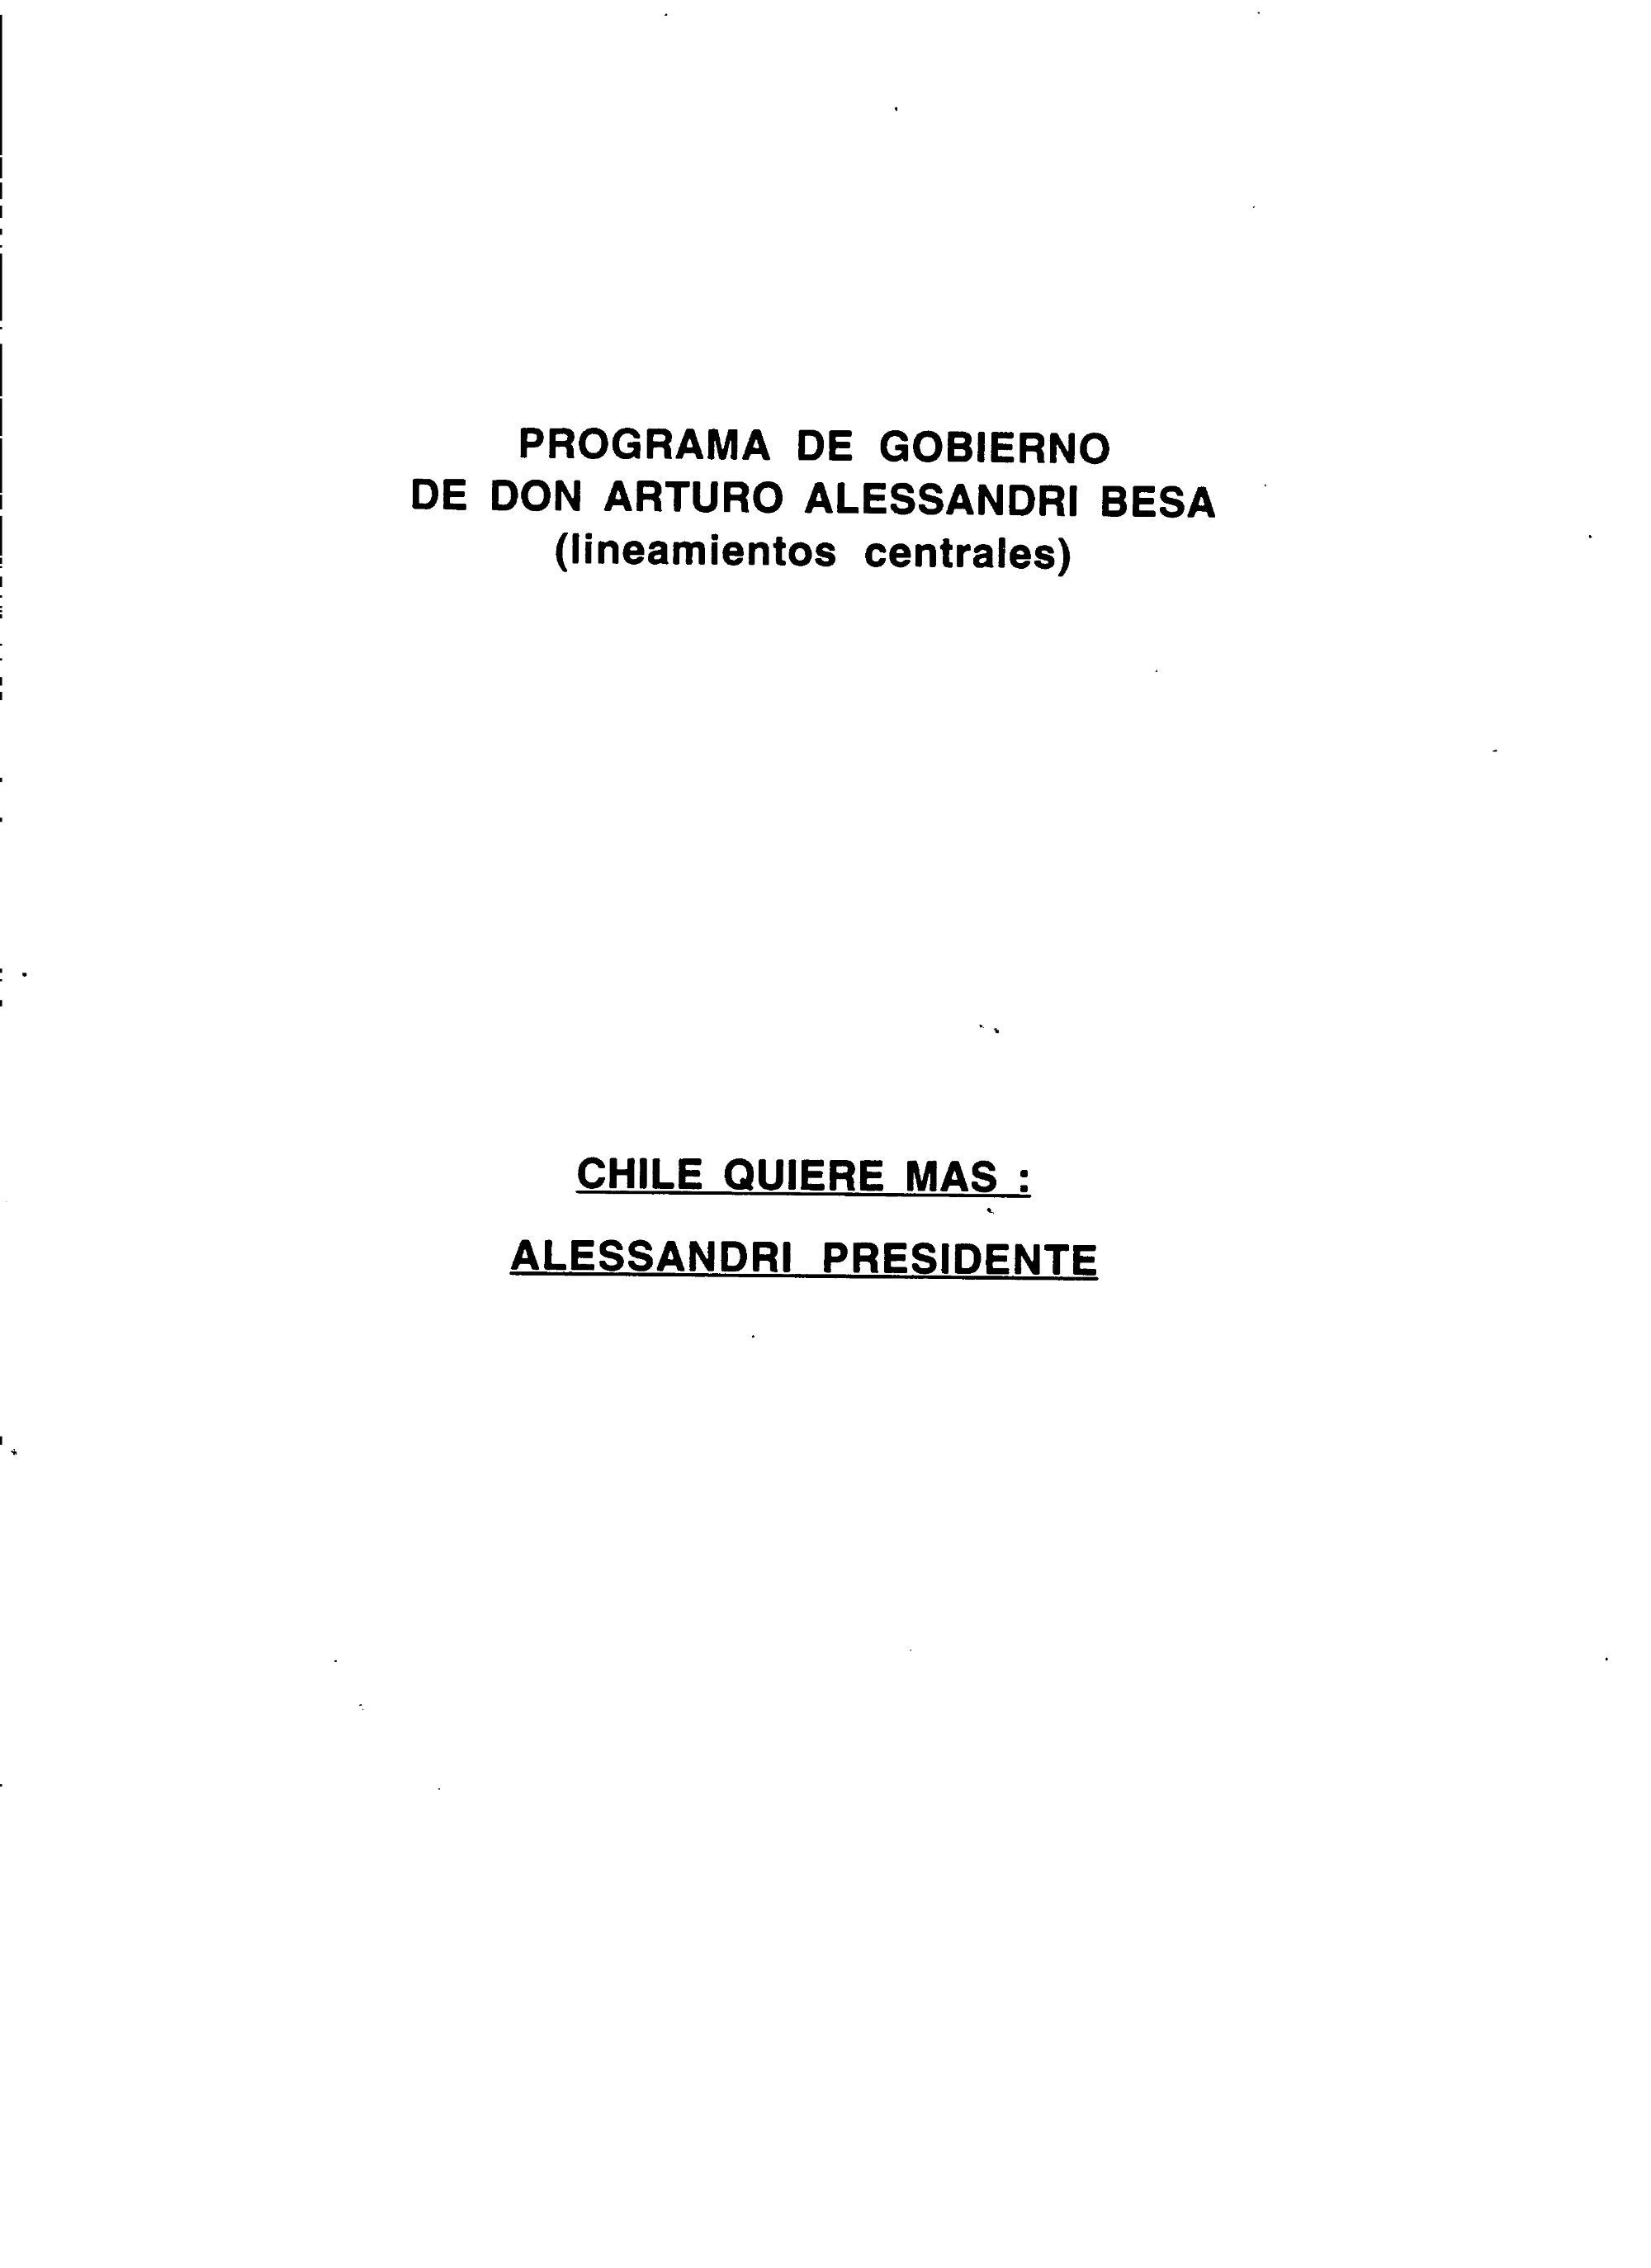 PROGRAMA DE GOBIERNO
DE DON ARTURO ALESSANDRI BESA
(lineamientos centrales)
CHILE QUIERE MAS :
ALESSANDRI PRESIDENTE